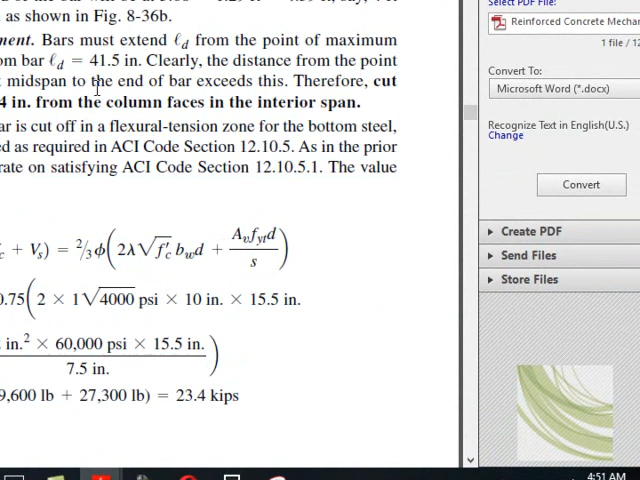 as shown in Fig. 8-36b.
ment. Bars must extend ℓd from the point of maximum
om bar ℓd = 41.5 in. Clearly, the distance from the point
midspan to the end of bar exceeds this. Therefore, cut
4 in. from the column faces in the interior span.
ar is cut off in a flexural-tension zone for the bottom steel,
ed as required in ACI Code Section 12.10.5. As in the prior
rate on satisfying ACI Code Section 12.10.5.1. The value
c + Vs) = 2/3 ϕ(2λ√f′c bwd + Av fyt d / s)
0.75(2 × 1√4000 psi × 10 in. × 15.5 in.
in.² × 60,000 psi × 15.5 in.
7.5 in. )
9,600 lb + 27,300 lb) = 23.4 kips
Select PDF File:
Reinforced Concrete Mechan
1 file / 12
Convert To:
Microsoft Word (*.docx)
Recognize Text in English(U.S.)
Change
Convert
Create PDF
Send Files
Store Files
4:51 AM